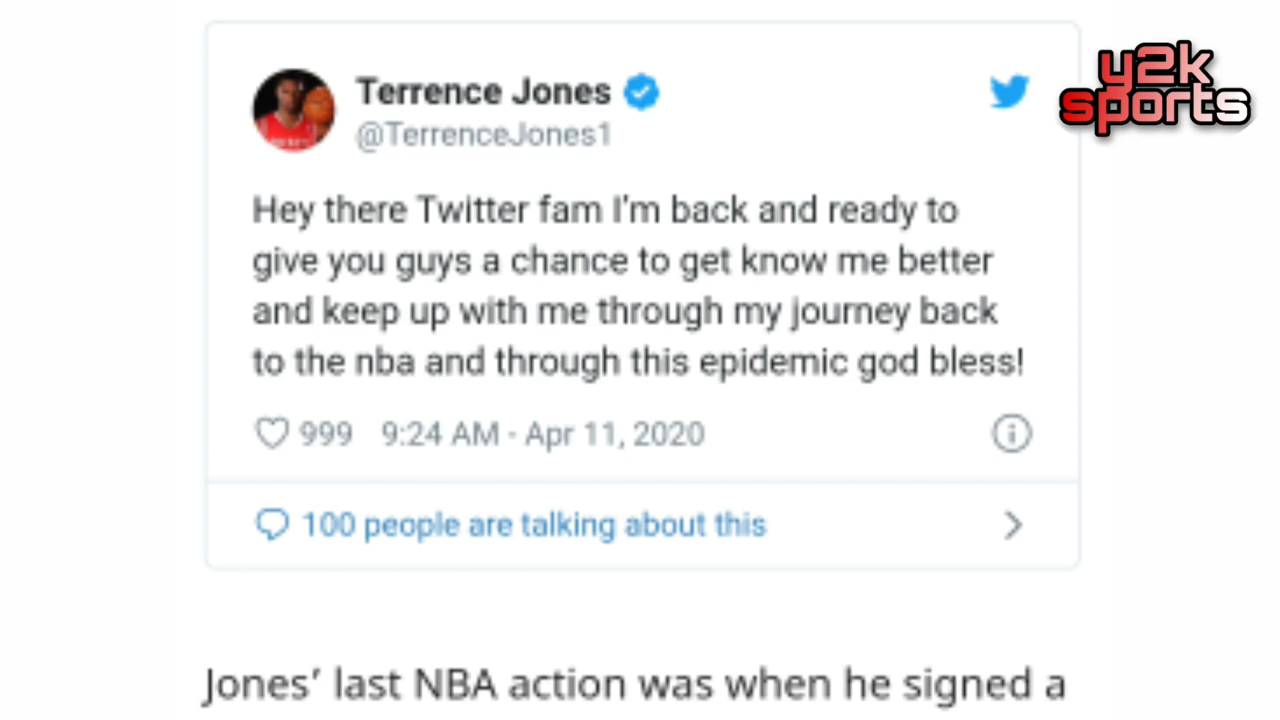 y2k
sports
Terrence Jones
@TerrenceJones1
Hey there Twitter fam I'm back and ready to
give you guys a chance to get know me better
and keep up with me through my journey back
to the nba and through this epidemic god bless!
999 9:24 AM - Apr 11, 2020
100 people are talking about this
Jones' last NBA action was when he signed a